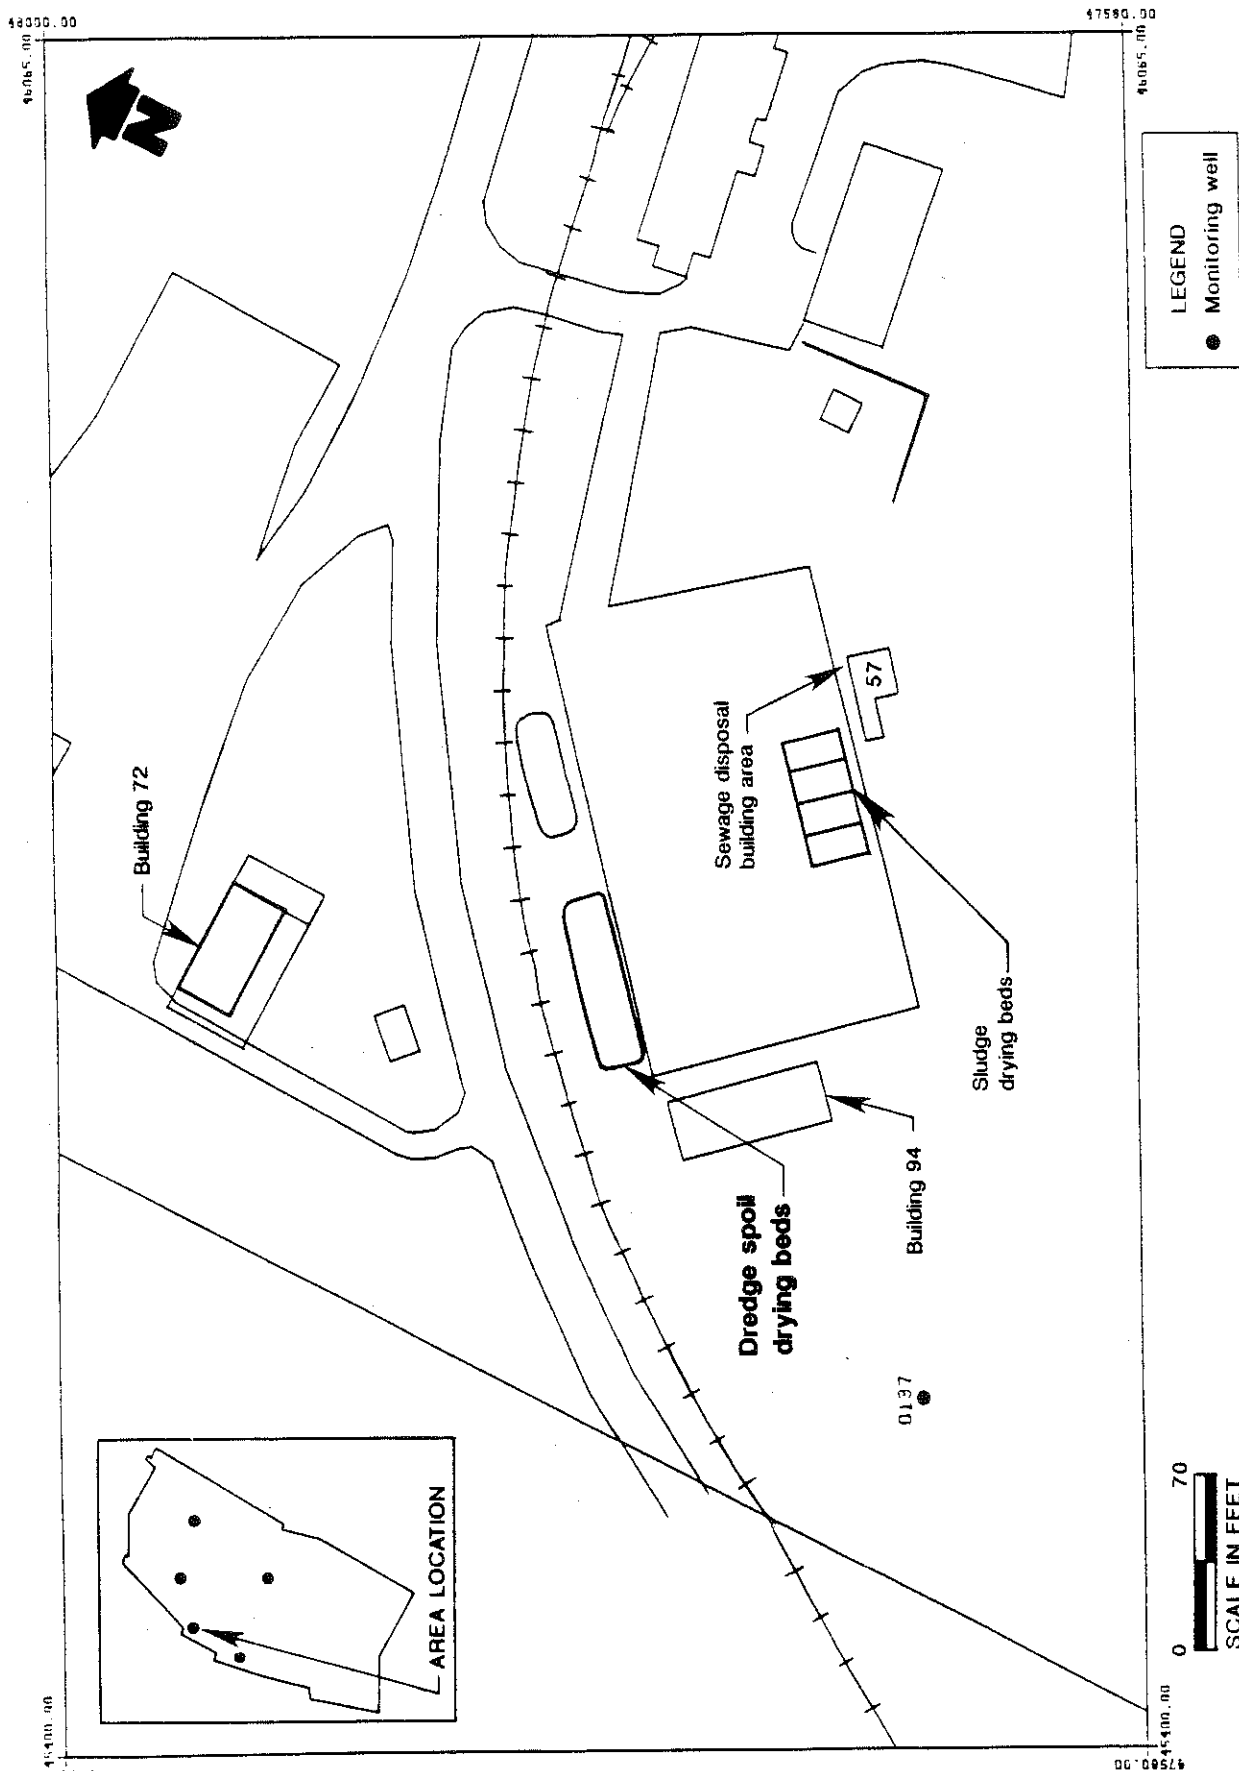 48000.00
46065.00
47580.00
46065.00
N
Building 72
Sewage disposal
building area
57
Sludge
drying beds
Building 94
Dredge spoil
drying beds
0137
AREA LOCATION
LEGEND
Monitoring well
0 70
SCALE IN FEET
45400.00
47580.00
45400.00